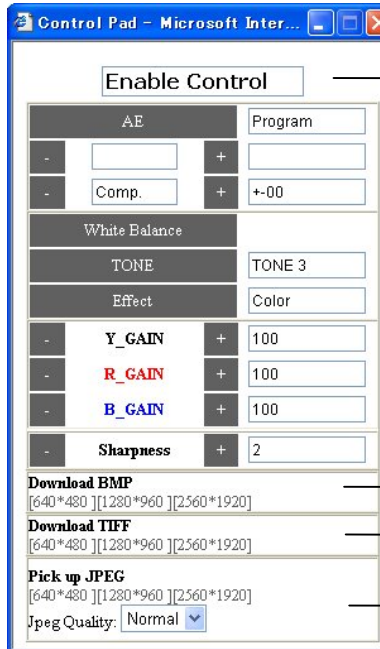 Control Pad - Microsoft Inter...
Enable Control
AE Program
- +
- Comp. + +-00
White Balance
TONE TONE 3
Effect Color
- Y_GAIN + 100
- R_GAIN + 100
- B_GAIN + 100
- Sharpness + 2
Download BMP
[640*480 ][1280*960 ][2560*1920]
Download TIFF
[640*480 ][1280*960 ][2560*1920]
Pick up JPEG
[640*480 ][1280*960 ][2560*1920]
Jpeg Quality: Normal